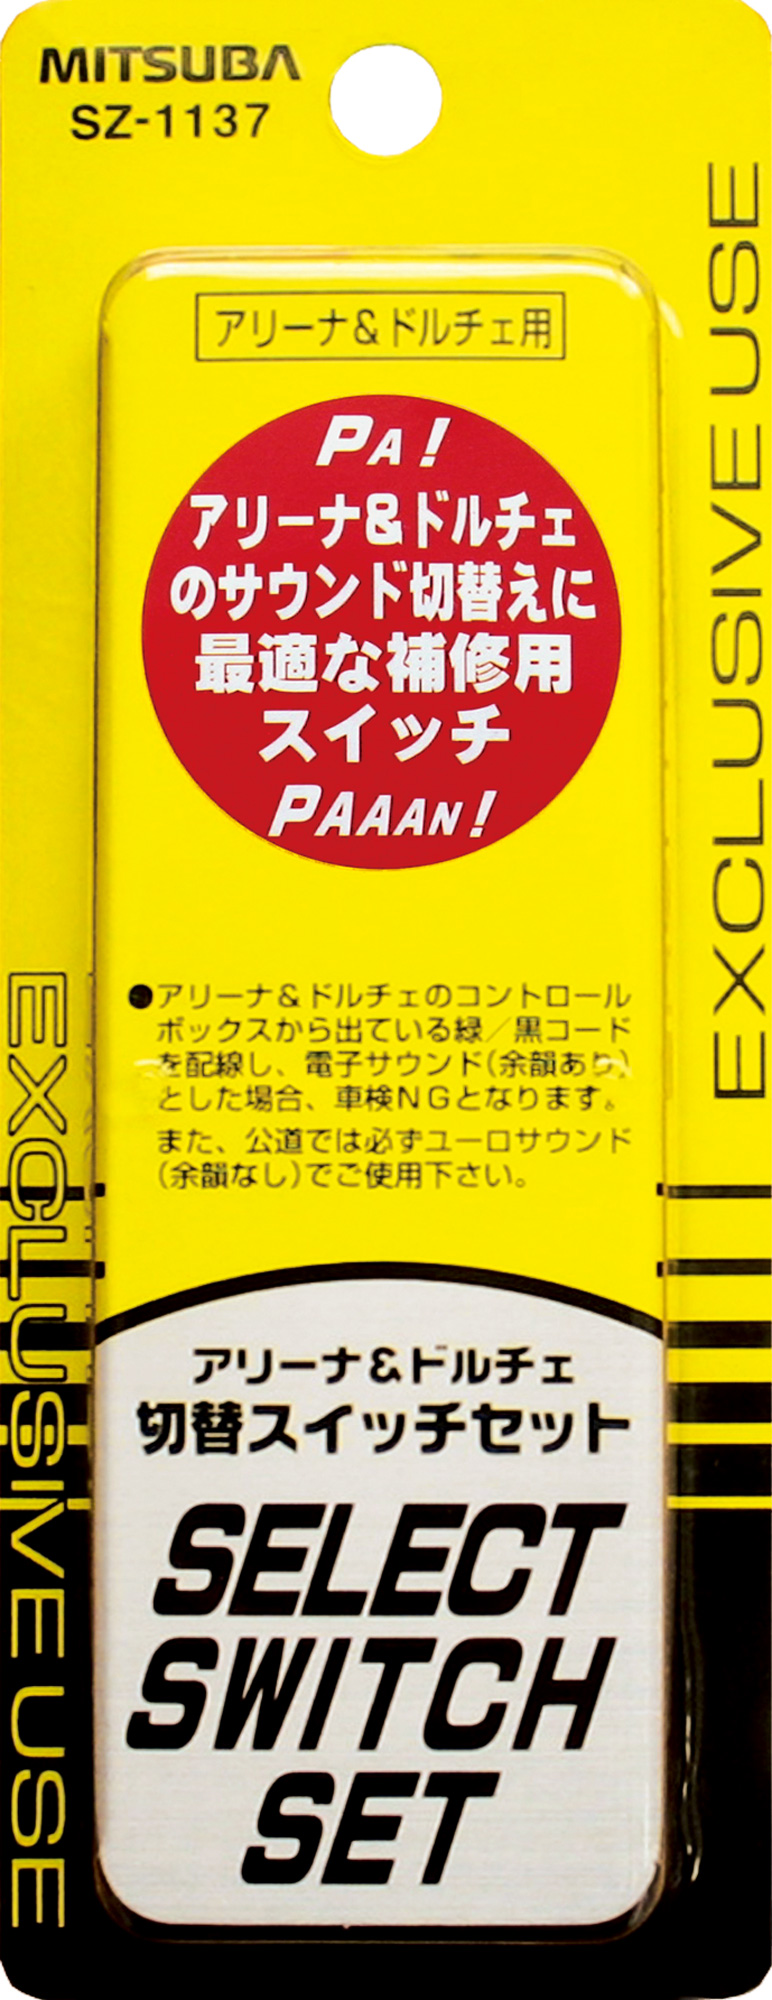 MITSUBA
SZ-1137
EXCLUSIVE USE
アリーナ&ドルチェ用
PA!
アリーナ&ドルチェ
のサウンド切替えに
最適な補修用
スイッチ
PAAAN!
●アリーナ&ドルチェのコントロール
ボックスから出ている緑／黒コード
を配線し、電子サウンド(余韻あり)
とした場合、車検NGとなります。
また、公道では必ずユーロサウンド
(余韻なし)でご使用下さい。
アリーナ&ドルチェ
切替スイッチセット
SELECT
SWITCH
SET
EXCLUSIVE USE